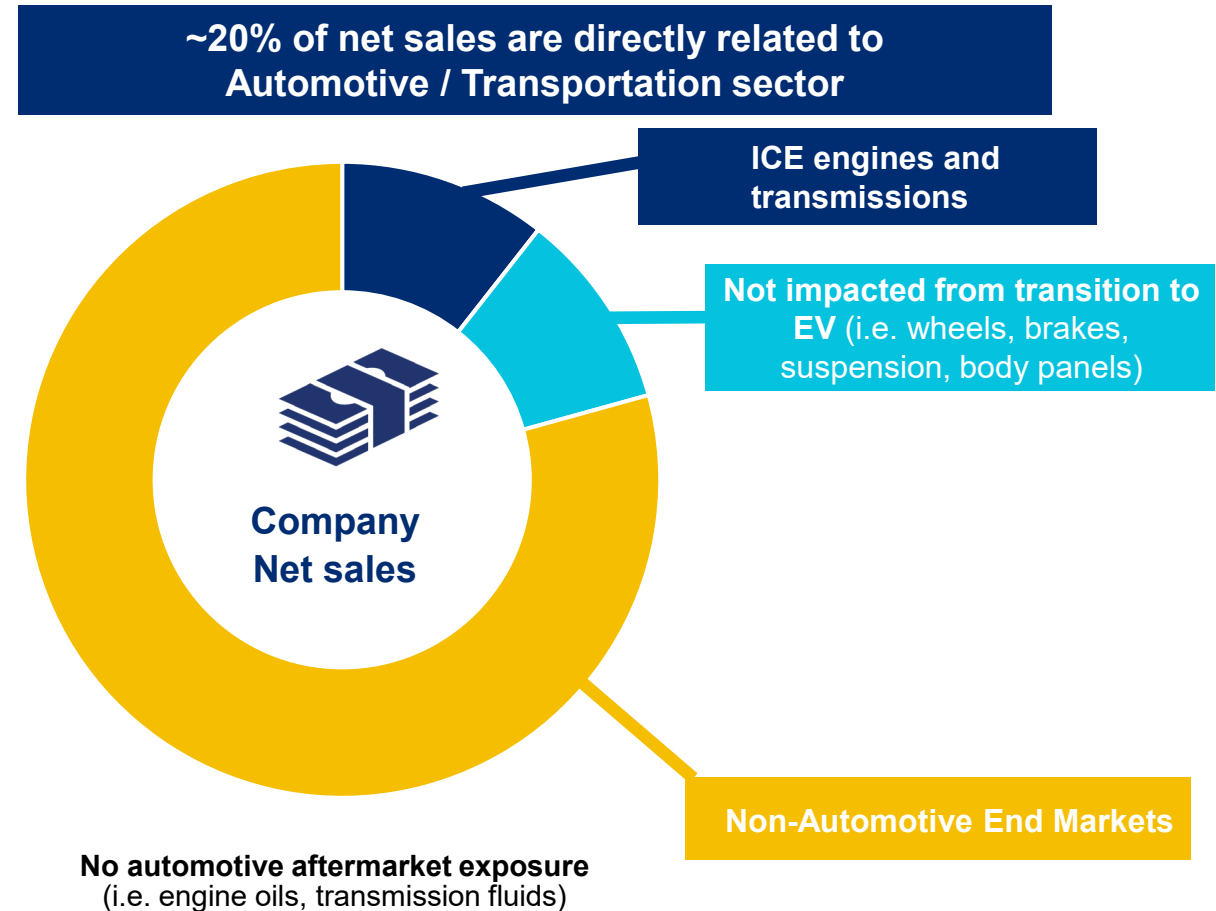 ~20% of net sales are directly related to
Automotive / Transportation sector
ICE engines and
transmissions
Not impacted from transition to
EV (i.e. wheels, brakes,
suspension, body panels)
Company
Net sales
Non-Automotive End Markets
No automotive aftermarket exposure
(i.e. engine oils, transmission fluids)